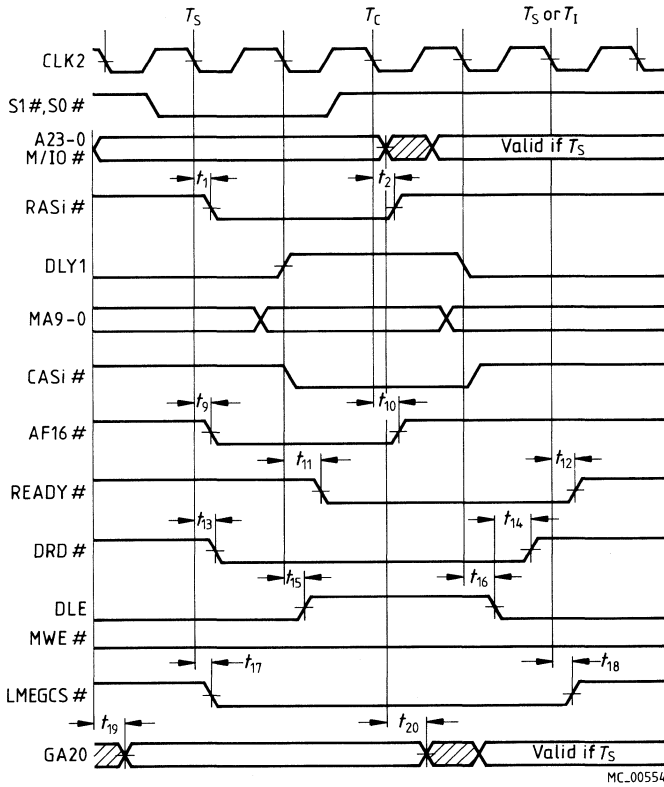 T_S T_C T_S or T_I
CLK2
S1#,S0#
A23-0
M/IO# Valid if T_S
t_1 t_2
RASi#
DLY1
MA9-0
CASi#
t_9 t_10
AF16#
t_11 t_12
READY#
t_13 t_14
DRD#
t_15 t_16
DLE
MWE#
t_17 t_18
LMEGCS#
t_19 t_20
GA20 Valid if T_S
MC_00554